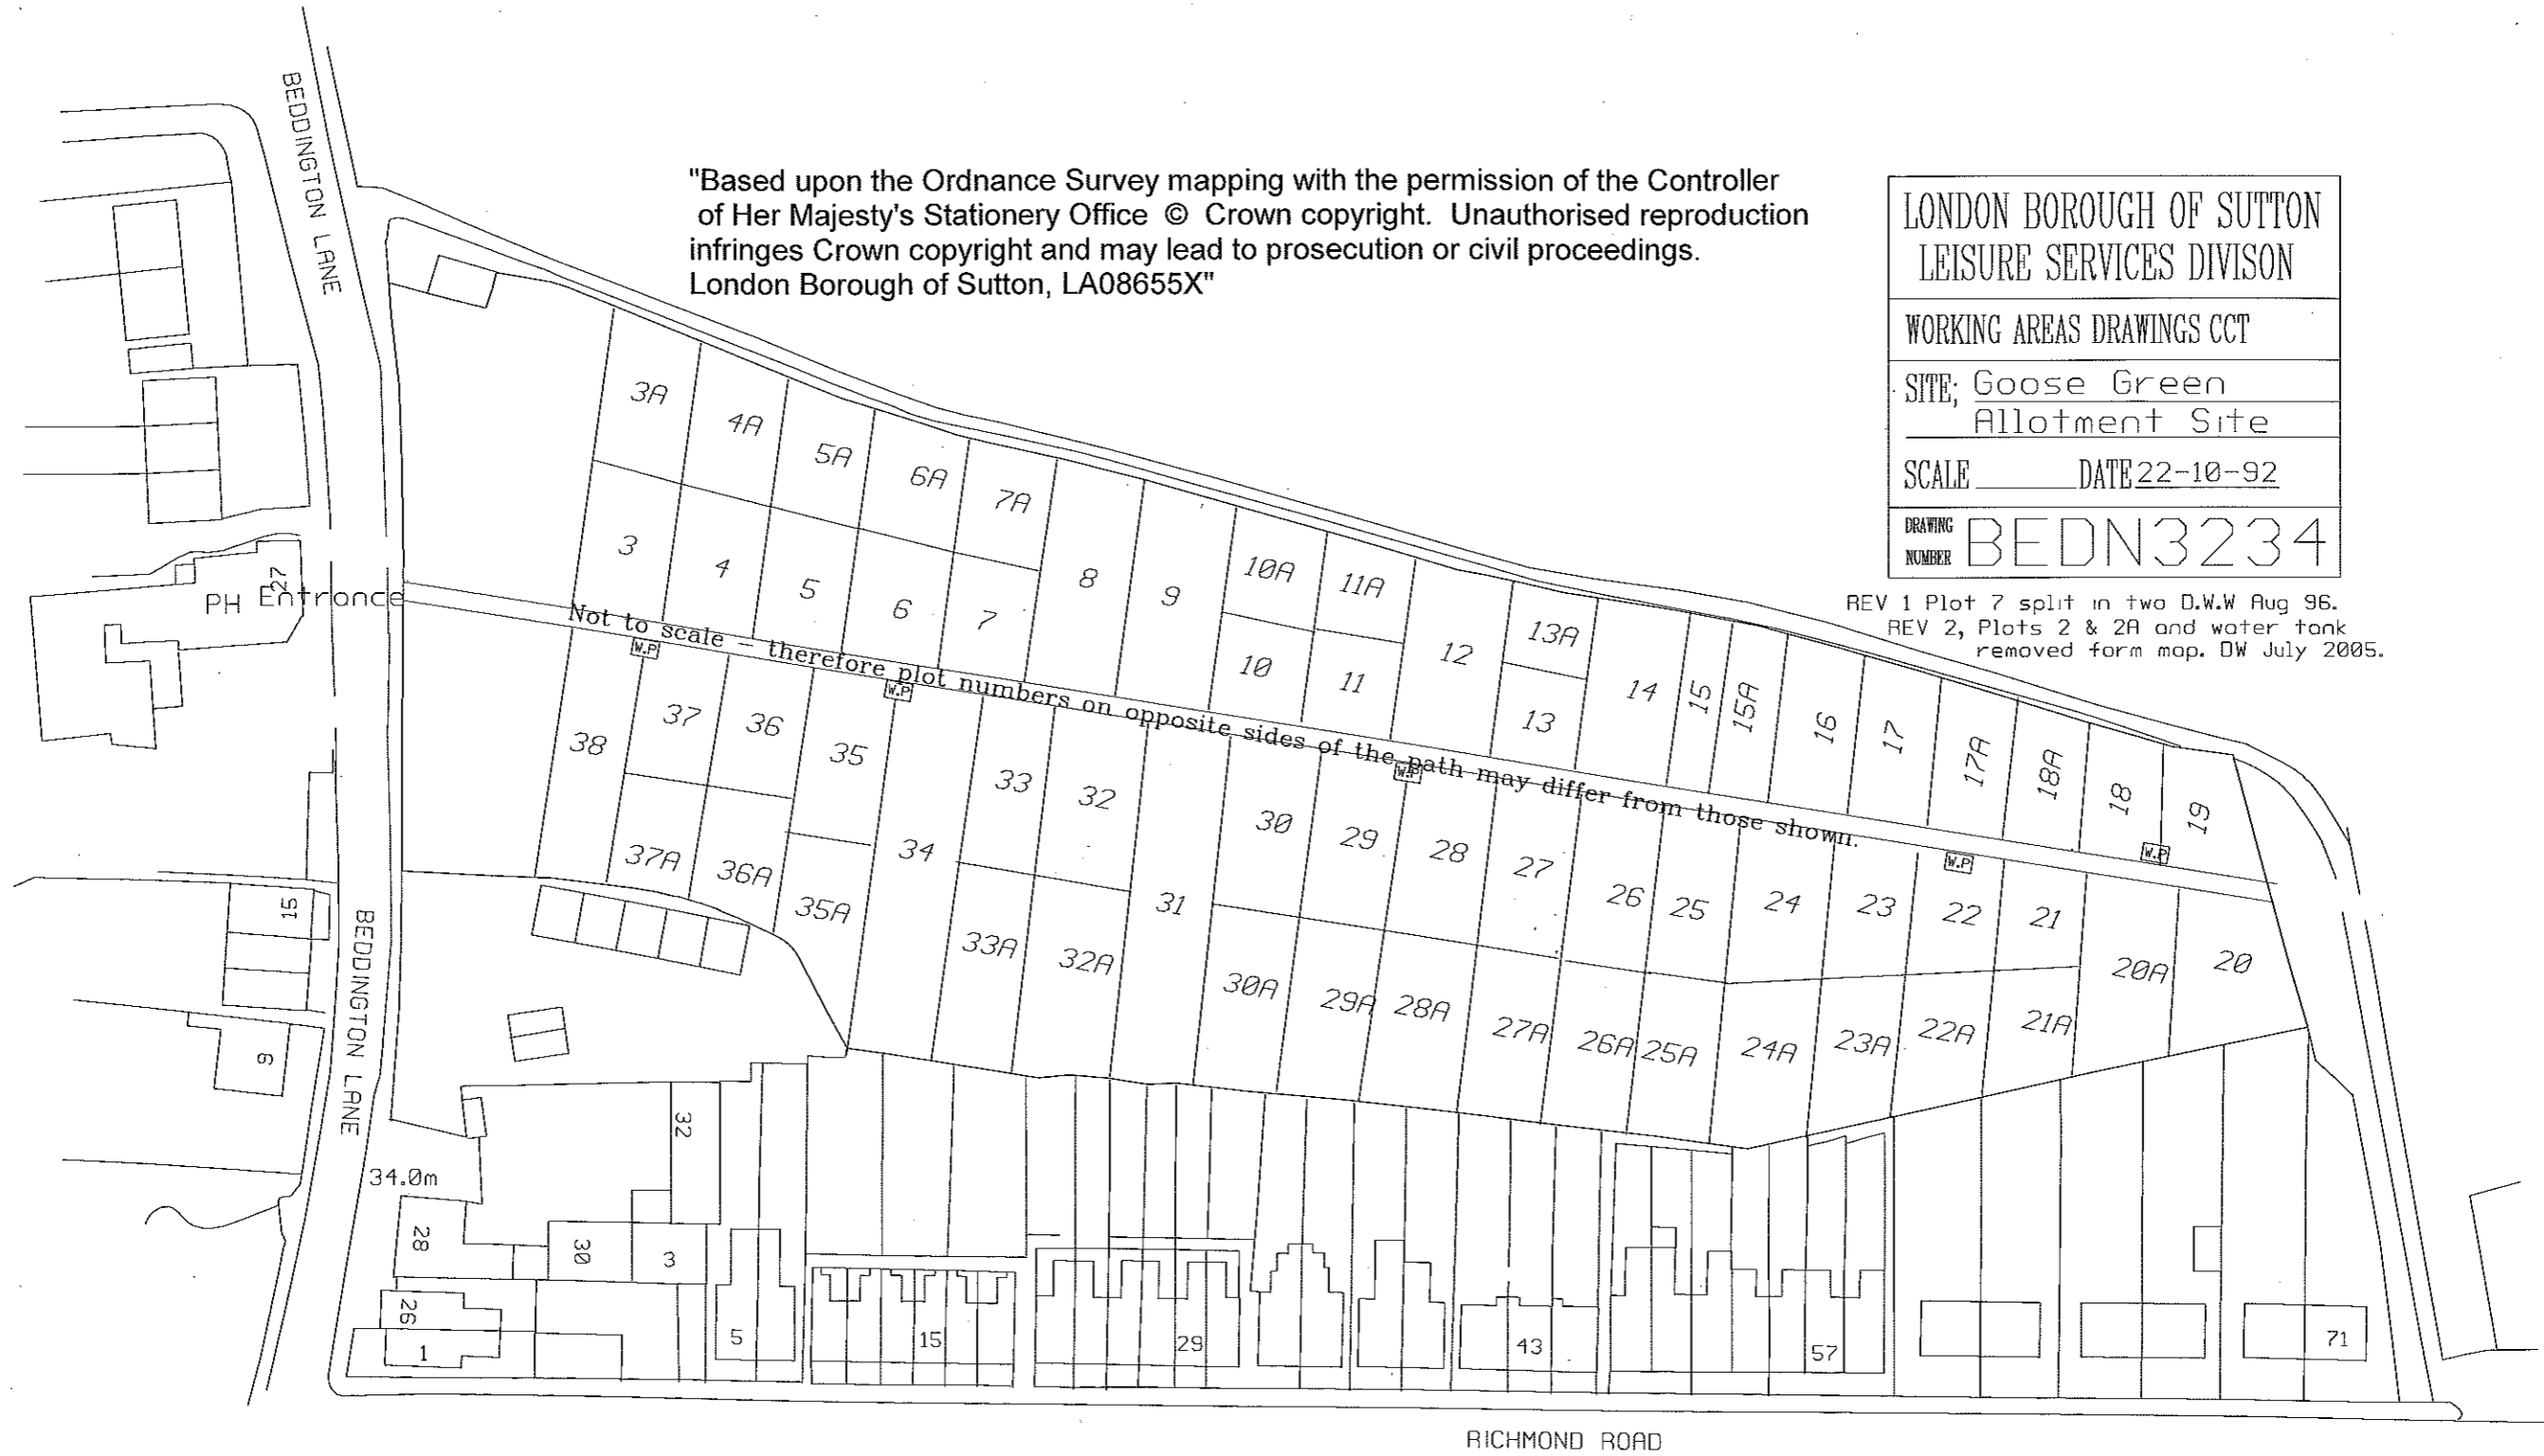 BEDDINGTON LANE
"Based upon the Ordnance Survey mapping with the permission of the Controller
of Her Majesty's Stationery Office © Crown copyright. Unauthorised reproduction
infringes Crown copyright and may lead to prosecution or civil proceedings.
London Borough of Sutton, LA08655X"
LONDON BOROUGH OF SUTTON
LEISURE SERVICES DIVISON
WORKING AREAS DRAWINGS CCT
SITE; Goose Green
Allotment Site
SCALE DATE 22-10-92
DRAWING NUMBER BEDN3234
REV 1 Plot 7 split in two D.W.W Aug 96.
REV 2, Plots 2 & 2A and water tank
removed form map. DW July 2005.
3A
4A
5A
6A
7A
3
4
5
6
7
8
9
10A
11A
10
11
12
13A
13
14
15
15A
16
17
17A
18A
18
19
27
PH
Entrance
Not to scale - therefore plot numbers on opposite sides of the path may differ from those shown.
W.P
W.P
W.P
W.P
W.P
38
37
36
35
34
33
32
31
30
29
28
27
26
25
24
23
22
21
20A
20
37A
36A
35A
33A
32A
30A
29A
28A
27A
26A
25A
24A
23A
22A
21A
15
9
BEDDINGTON LANE
34.0m
32
28
30
3
26
1
5
15
29
43
57
71
RICHMOND ROAD